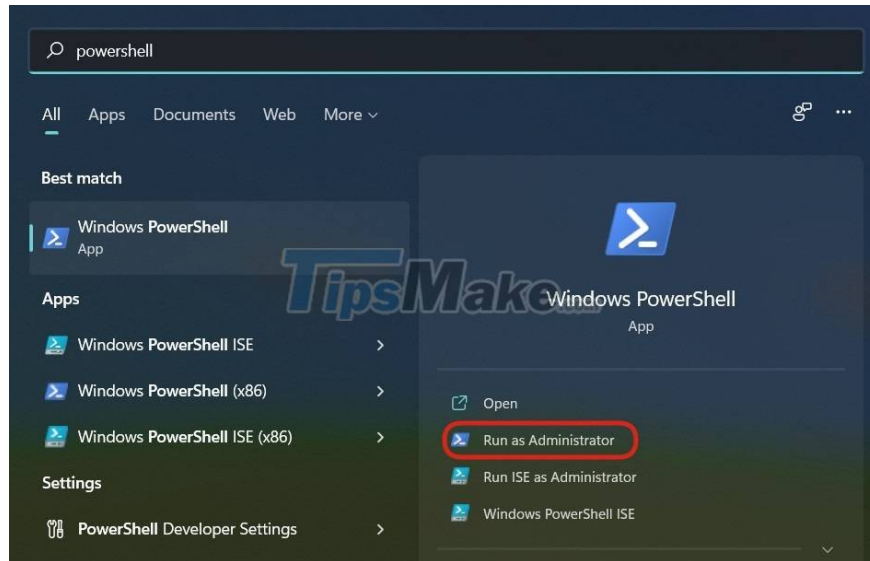 powershell
All Apps Documents Web More
Best match
Windows PowerShell
App
TipsMake.com
Windows PowerShell
App
Apps
Windows PowerShell ISE
Windows PowerShell (x86)
Windows PowerShell ISE (x86)
Settings
PowerShell Developer Settings
Open
Run as Administrator
Run ISE as Administrator
Windows PowerShell ISE